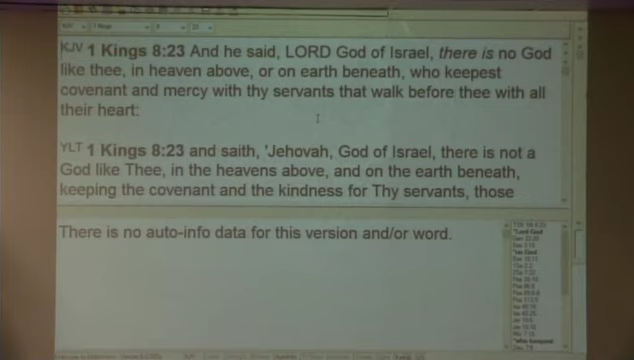 KJV 1 Kings 8:23 And he said, LORD God of Israel, there is no God
like thee, in heaven above, or on earth beneath, who keepest
covenant and mercy with thy servants that walk before thee with all
their heart:
YLT 1 Kings 8:23 and saith, 'Jehovah, God of Israel, there is not a
God like Thee, in the heavens above, and on the earth beneath,
keeping the covenant and the kindness for Thy servants, those
There is no auto-info data for this version and/or word.